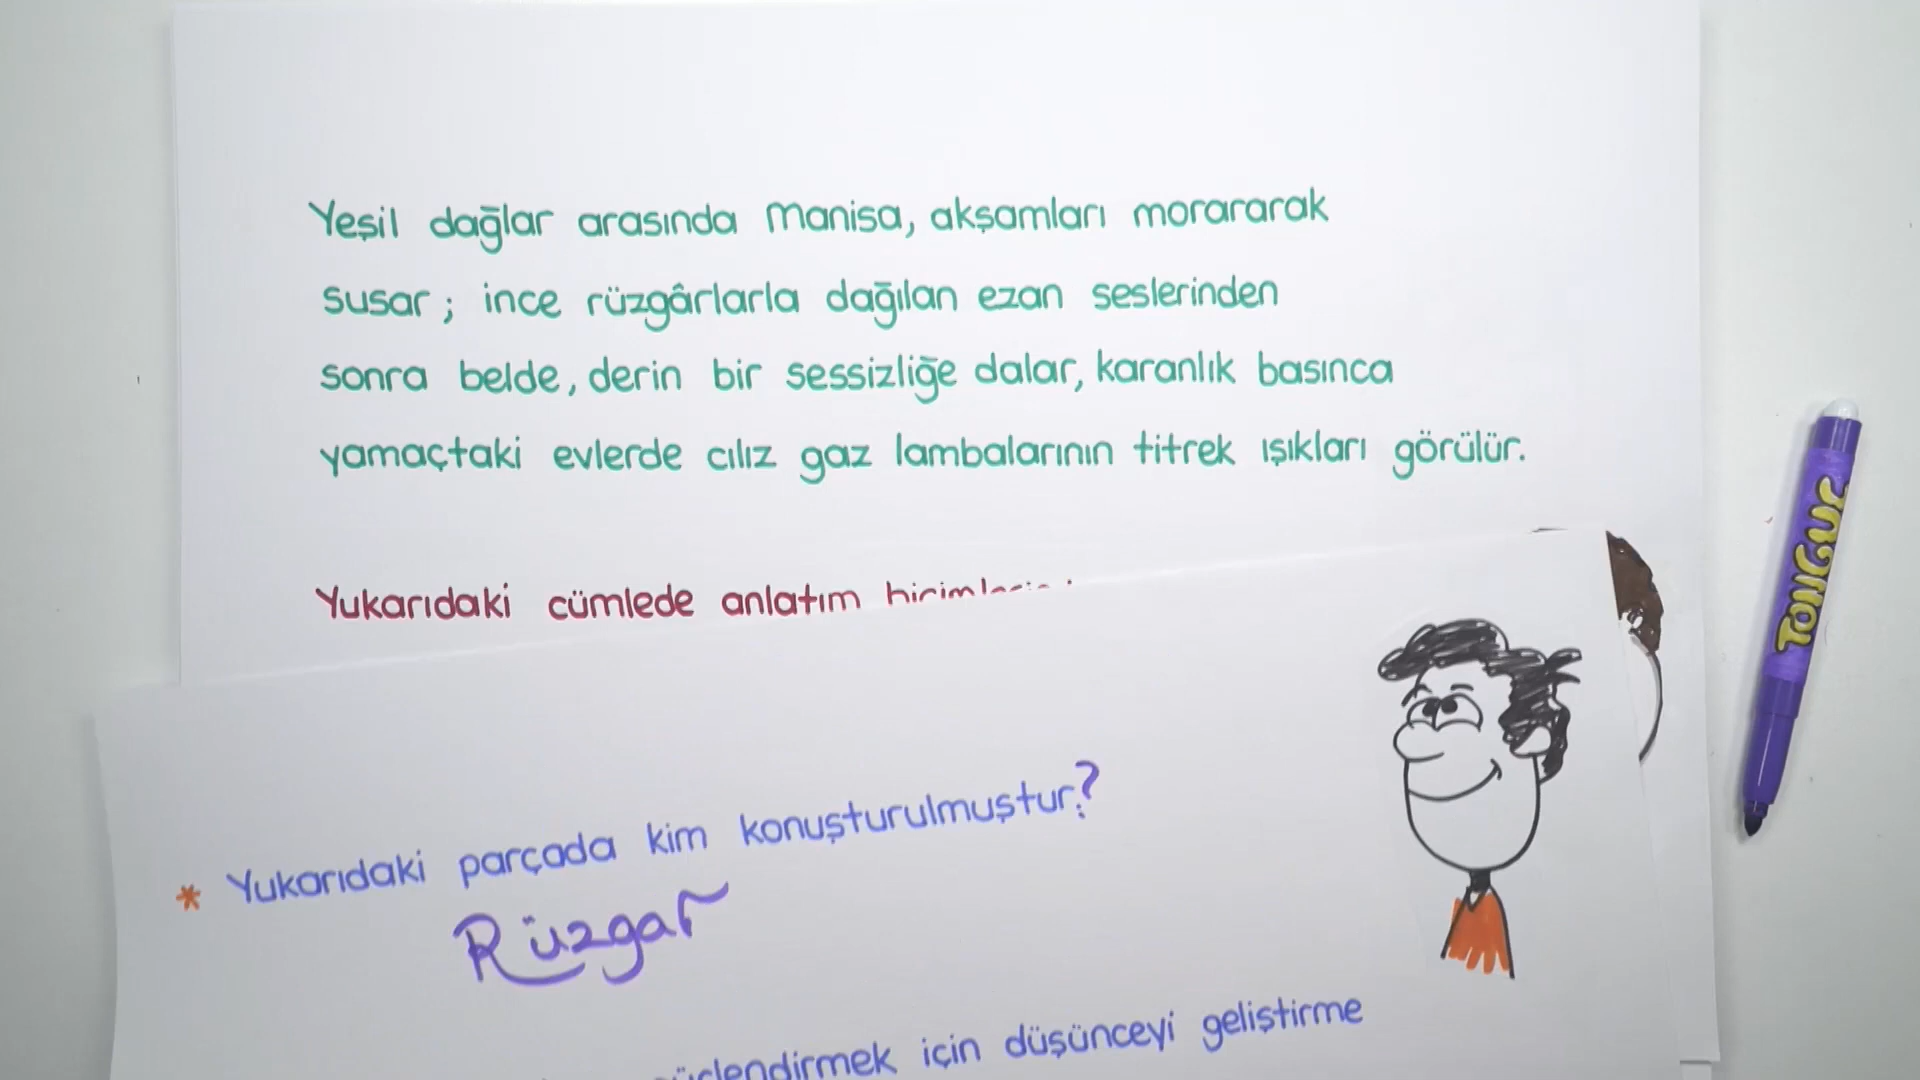 Yeşil dağlar arasında Manisa, akşamları morararak
susar; ince rüzgârlarla dağılan ezan seslerinden
sonra belde, derin bir sessizliğe dalar, karanlık basınca
yamaçtaki evlerde cılız gaz lambalarının titrek ışıkları görülür.
Yukarıdaki cümlede anlatım
* Yukarıdaki parçada kim konuşturulmuştur?
Rüzgar
için düşünceyi geliştirme
TONGUÇ